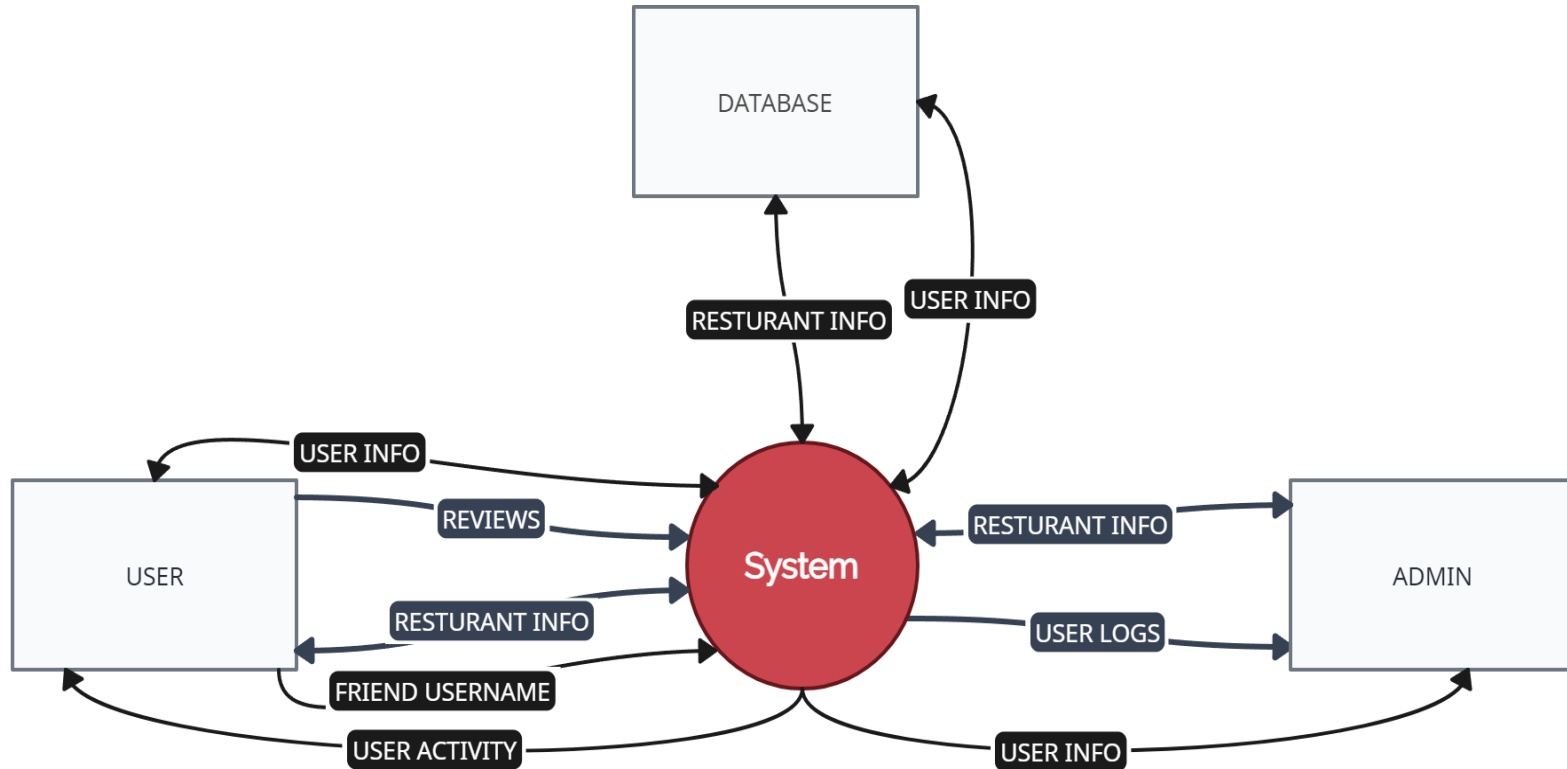 DATABASE
USER INFO
RESTURANT INFO
USER INFO
REVIEWS
RESTURANT INFO
System
USER
ADMIN
RESTURANT INFO
USER LOGS
FRIEND USERNAME
USER ACTIVITY
USER INFO